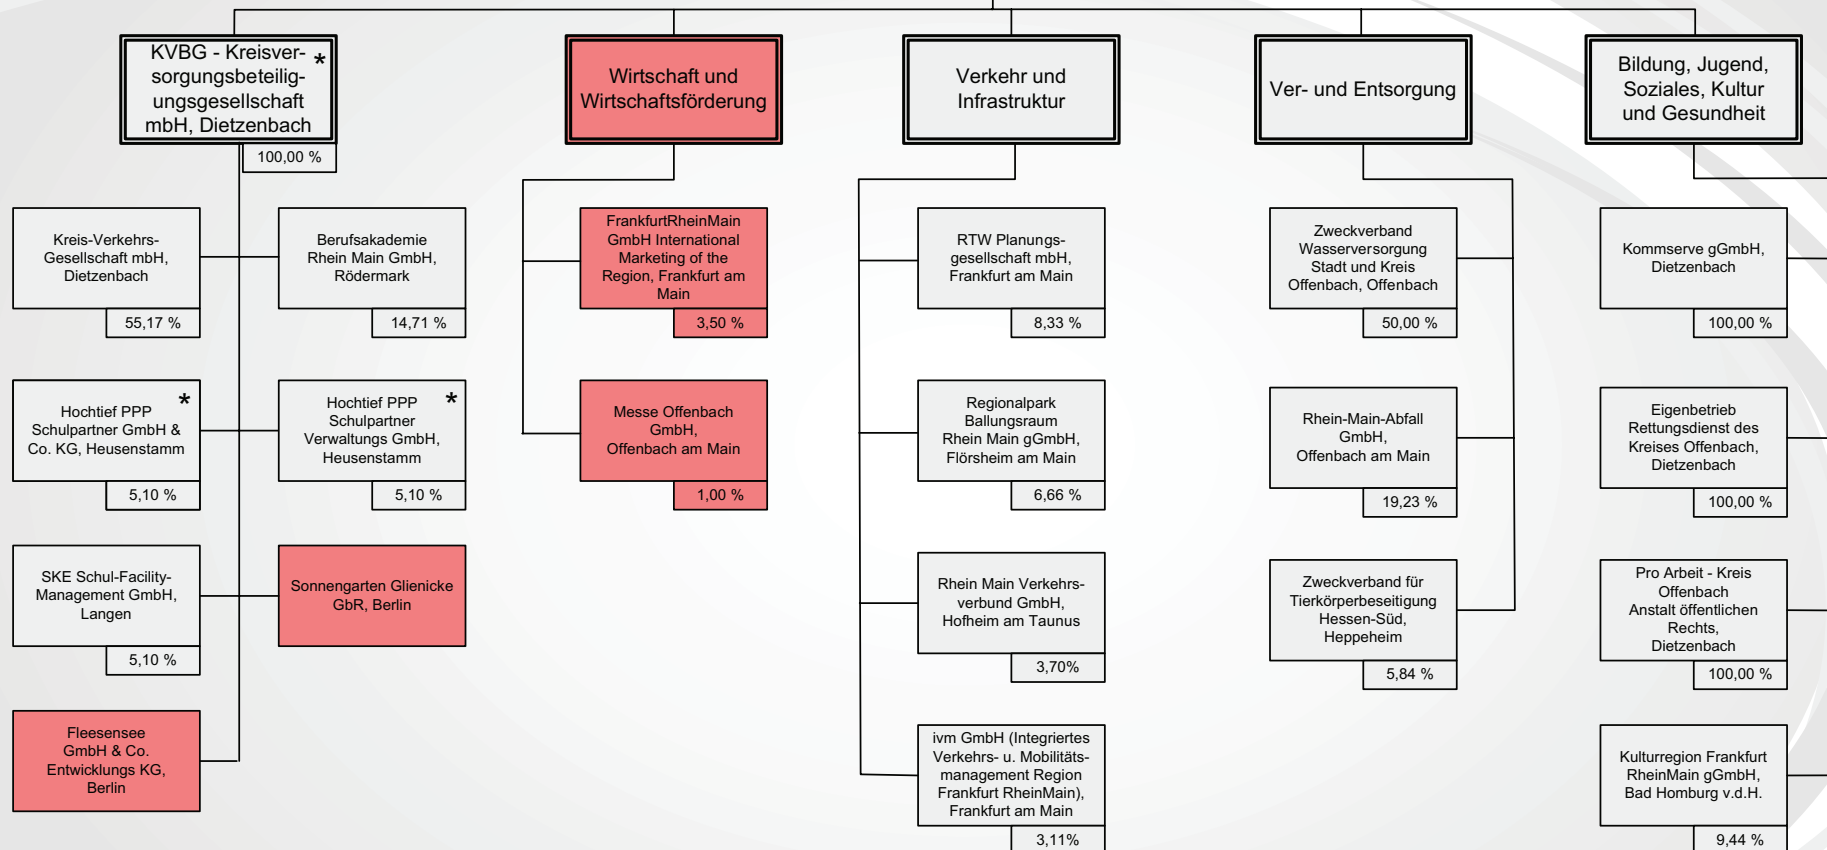 KVBG - Kreisver-
sorgungsbeteilig-
ungsgesellschaft
mbH, Dietzenbach
*
100,00 %
Kreis-Verkehrs-
Gesellschaft mbH,
Dietzenbach
55,17 %
Berufsakademie
Rhein Main GmbH,
Rödermark
14,71 %
Hochtief PPP
Schulpartner GmbH &
Co. KG, Heusenstamm
*
5,10 %
Hochtief PPP
Schulpartner
Verwaltungs GmbH,
Heusenstamm
*
5,10 %
SKE Schul-Facility-
Management GmbH,
Langen
5,10 %
Sonnengarten Glienicke
GbR, Berlin
Fleesensee
GmbH & Co.
Entwicklungs KG,
Berlin
Wirtschaft und
Wirtschaftsförderung
FrankfurtRheinMain
GmbH International
Marketing of the
Region, Frankfurt am
Main
3,50 %
Messe Offenbach
GmbH,
Offenbach am Main
1,00 %
Verkehr und
Infrastruktur
RTW Planungs-
gesellschaft mbH,
Frankfurt am Main
8,33 %
Regionalpark
Ballungsraum
Rhein Main gGmbH,
Flörsheim am Main
6,66 %
Rhein Main Verkehrs-
verbund GmbH,
Hofheim am Taunus
3,70%
ivm GmbH (Integriertes
Verkehrs- u. Mobilitäts-
management Region
Frankfurt RheinMain),
Frankfurt am Main
3,11%
Ver- und Entsorgung
Zweckverband
Wasserversorgung
Stadt und Kreis
Offenbach, Offenbach
50,00 %
Rhein-Main-Abfall
GmbH,
Offenbach am Main
19,23 %
Zweckverband für
Tierkörperbeseitigung
Hessen-Süd,
Heppeheim
5,84 %
Bildung, Jugend,
Soziales, Kultur
und Gesundheit
Kommserve gGmbH,
Dietzenbach
100,00 %
Eigenbetrieb
Rettungsdienst des
Kreises Offenbach,
Dietzenbach
100,00 %
Pro Arbeit - Kreis
Offenbach
Anstalt öffentlichen
Rechts,
Dietzenbach
100,00 %
Kulturregion Frankfurt
RheinMain gGmbH,
Bad Homburg v.d.H.
9,44 %